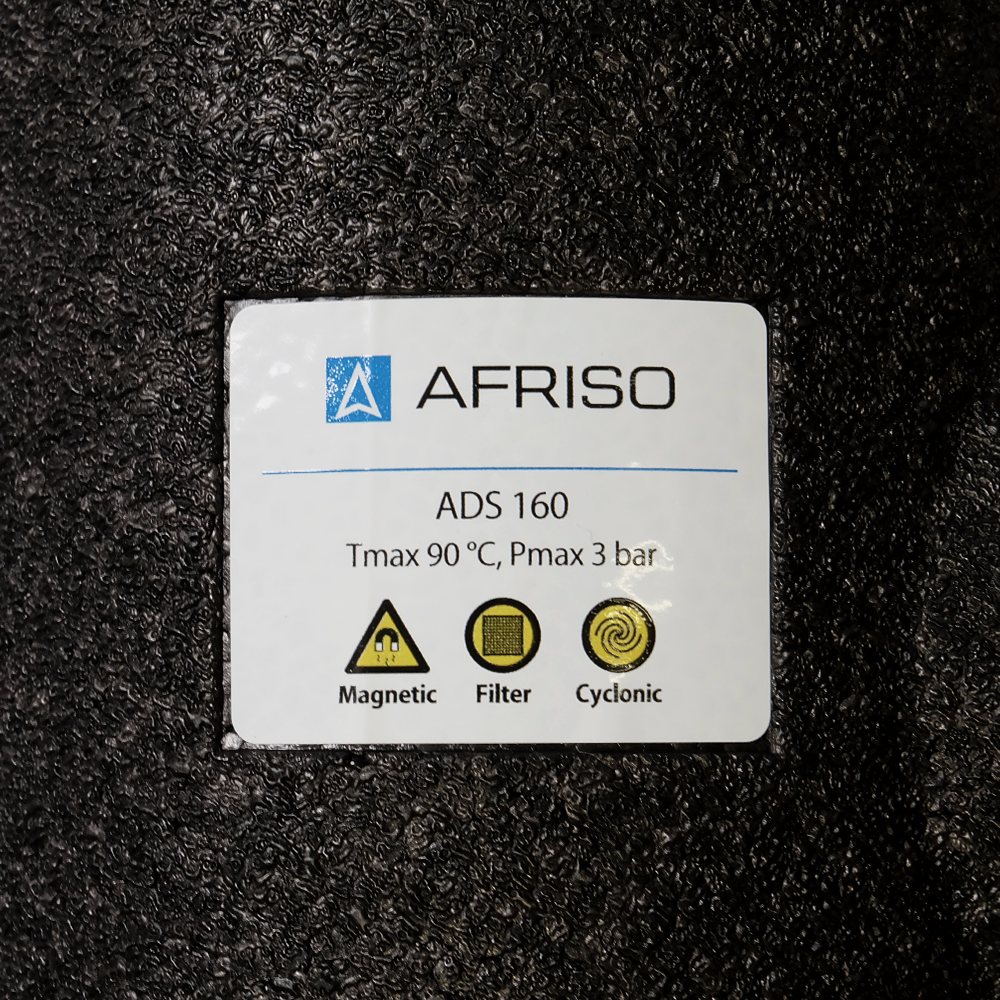 AFRISO
ADS 160
Tmax 90 °C, Pmax 3 bar
Magnetic Filter Cyclonic